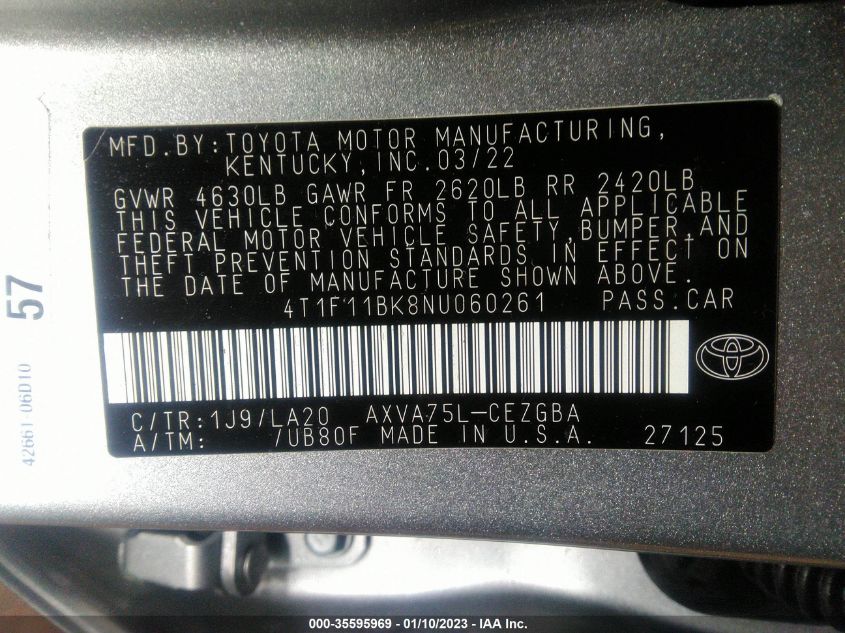 MFD.BY:TOYOTA MOTOR MANUFACTURING,
KENTUCKY,INC.03/22
GVWR 4630LB GAWR FR 2620LB RR 2420LB
THIS VEHICLE CONFORMS TO ALL APPLICABLE
FEDERAL MOTOR VEHICLE SAFETY,BUMPER,AND
THEFT PREVENTION STANDARDS IN EFFECT ON
THE DATE OF MANUFACTURE SHOWN ABOVE.
4T1F11BK8NU060261 PASS.CAR
C/TR:1J9/LA20 AXVA75L-CEZGBA
A/TM: /UB80F MADE IN U.S.A. 27125
57
42661-06D10
000-35595969 - 01/10/2023 - IAA Inc.